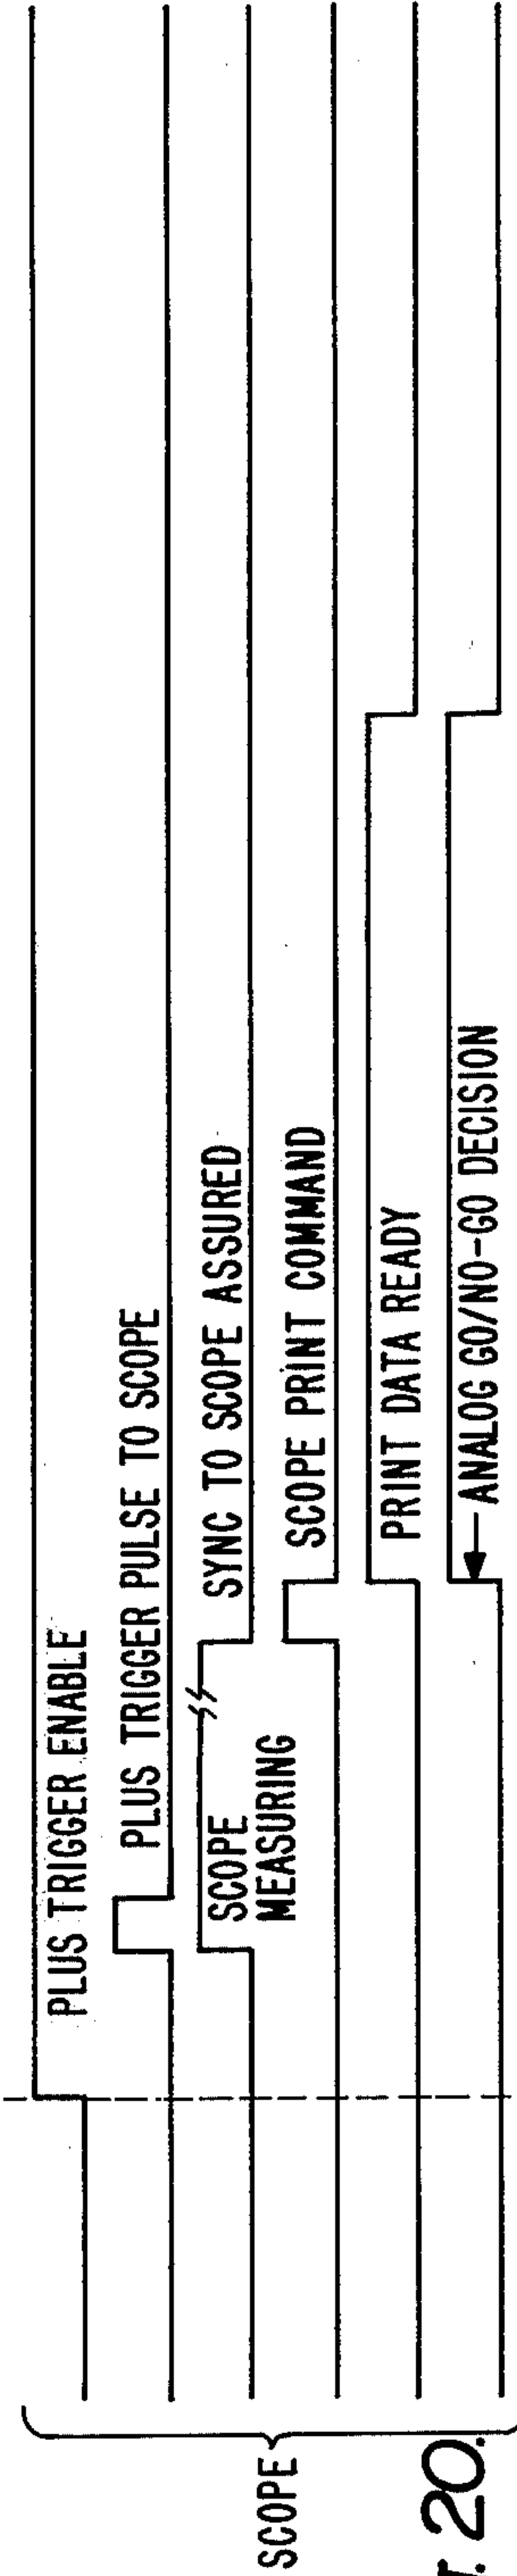 SCOPE
PLUS TRIGGER ENABLE
PLUS TRIGGER PULSE TO SCOPE
SCOPE
MEASURING
SYNC TO SCOPE ASSURED
SCOPE PRINT COMMAND
PRINT DATA READY
ANALOG GO/NO-GO DECISION
20.